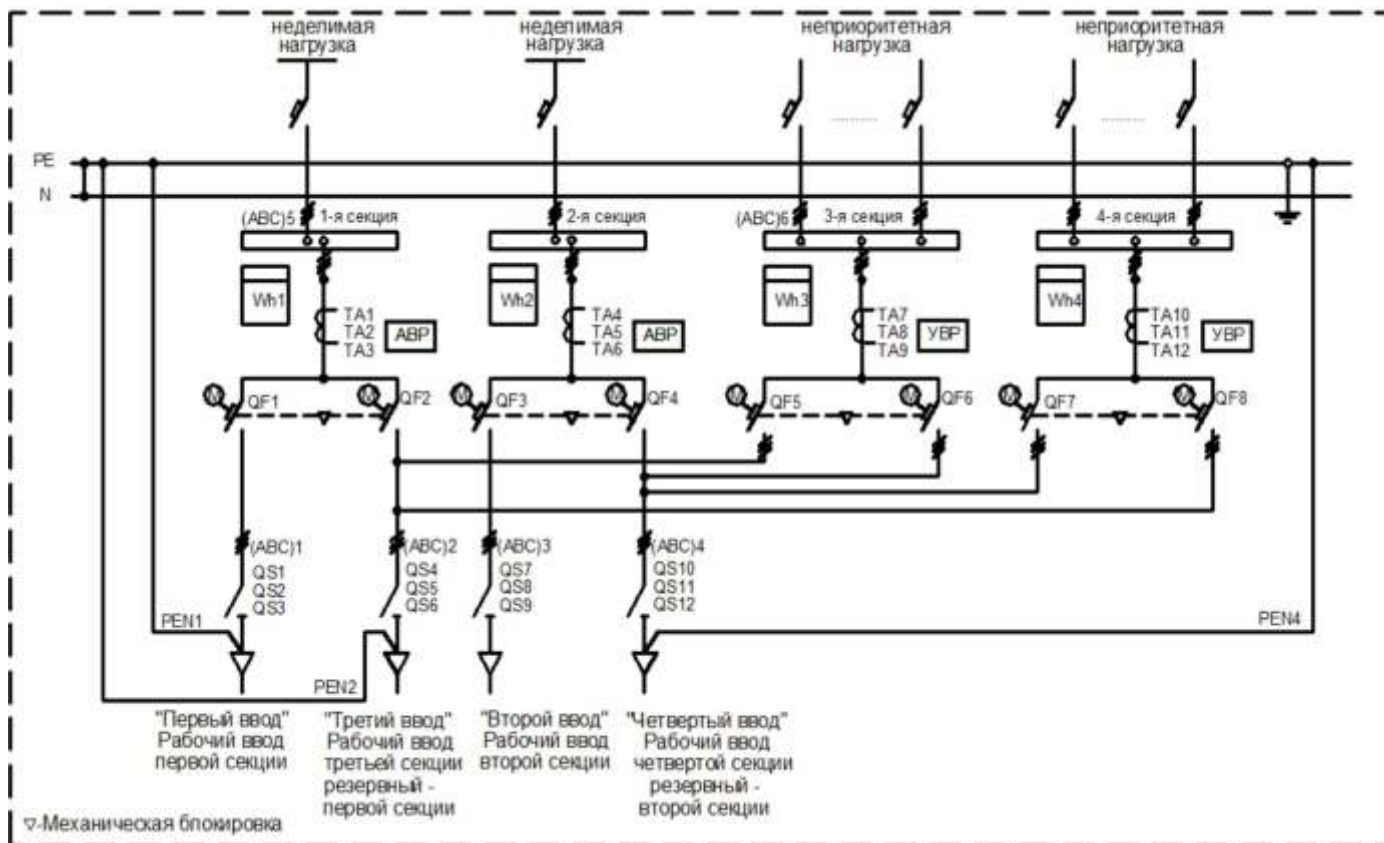 неделимая
нагрузка
неделимая
нагрузка
неприоритетная
нагрузка
неприоритетная
нагрузка
..........
..........
PE
N
(ABC)5
1-я секция
2-я секция
(ABC)6
3-я секция
4-я секция
Wh1
Wh2
Wh3
Wh4
TA1
TA2
TA3
АВР
TA4
TA5
TA6
АВР
TA7
TA8
TA9
УВР
TA10
TA11
TA12
УВР
M
QF1
M
QF2
M
QF3
M
QF4
M
QF5
M
QF6
M
QF7
M
QF8
(ABC)1
(ABC)2
(ABC)3
(ABC)4
QS1
QS2
QS3
QS4
QS5
QS6
QS7
QS8
QS9
QS10
QS11
QS12
PEN1
PEN4
PEN2
"Первый ввод"
Рабочий ввод
первой секции
"Третий ввод"
Рабочий ввод
третьей секции
резервный -
первой секции
"Второй ввод"
Рабочий ввод
второй секции
"Четвертый ввод"
Рабочий ввод
четвертой секции
резервный -
второй секции
▽-Механическая блокировка